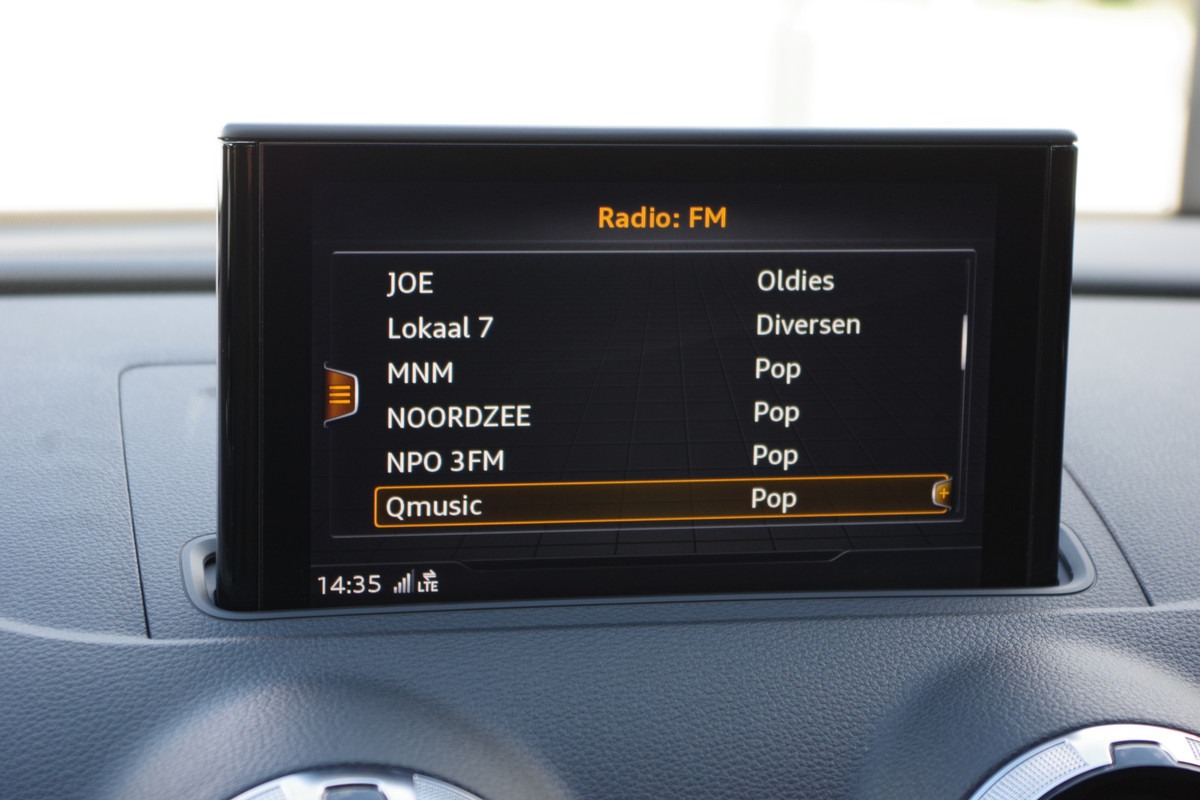 Radio: FM
JOE Oldies
Lokaal 7 Diversen
MNM Pop
NOORDZEE Pop
NPO 3FM Pop
Qmusic Pop
14:35 LTE